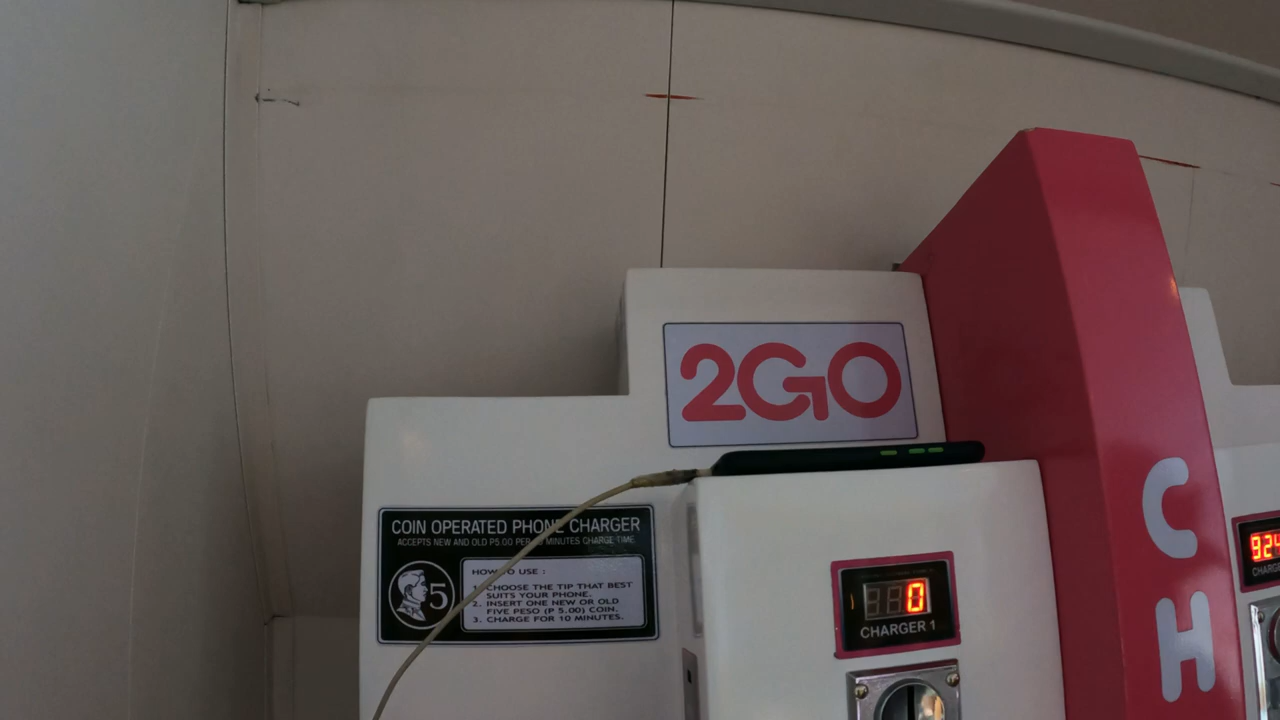 2GO
COIN OPERATED PHONE CHARGER
ACCEPTS NEW AND OLD P5.00 PER 10 MINUTES CHARGE TIME
5
HOW TO USE :
1. CHOOSE THE TIP THAT BEST
SUITS YOUR PHONE.
2. INSERT ONE NEW OR OLD
FIVE PESO (P 5.00) COIN.
3. CHARGE FOR 10 MINUTES.
0
CHARGER 1
C
H
924